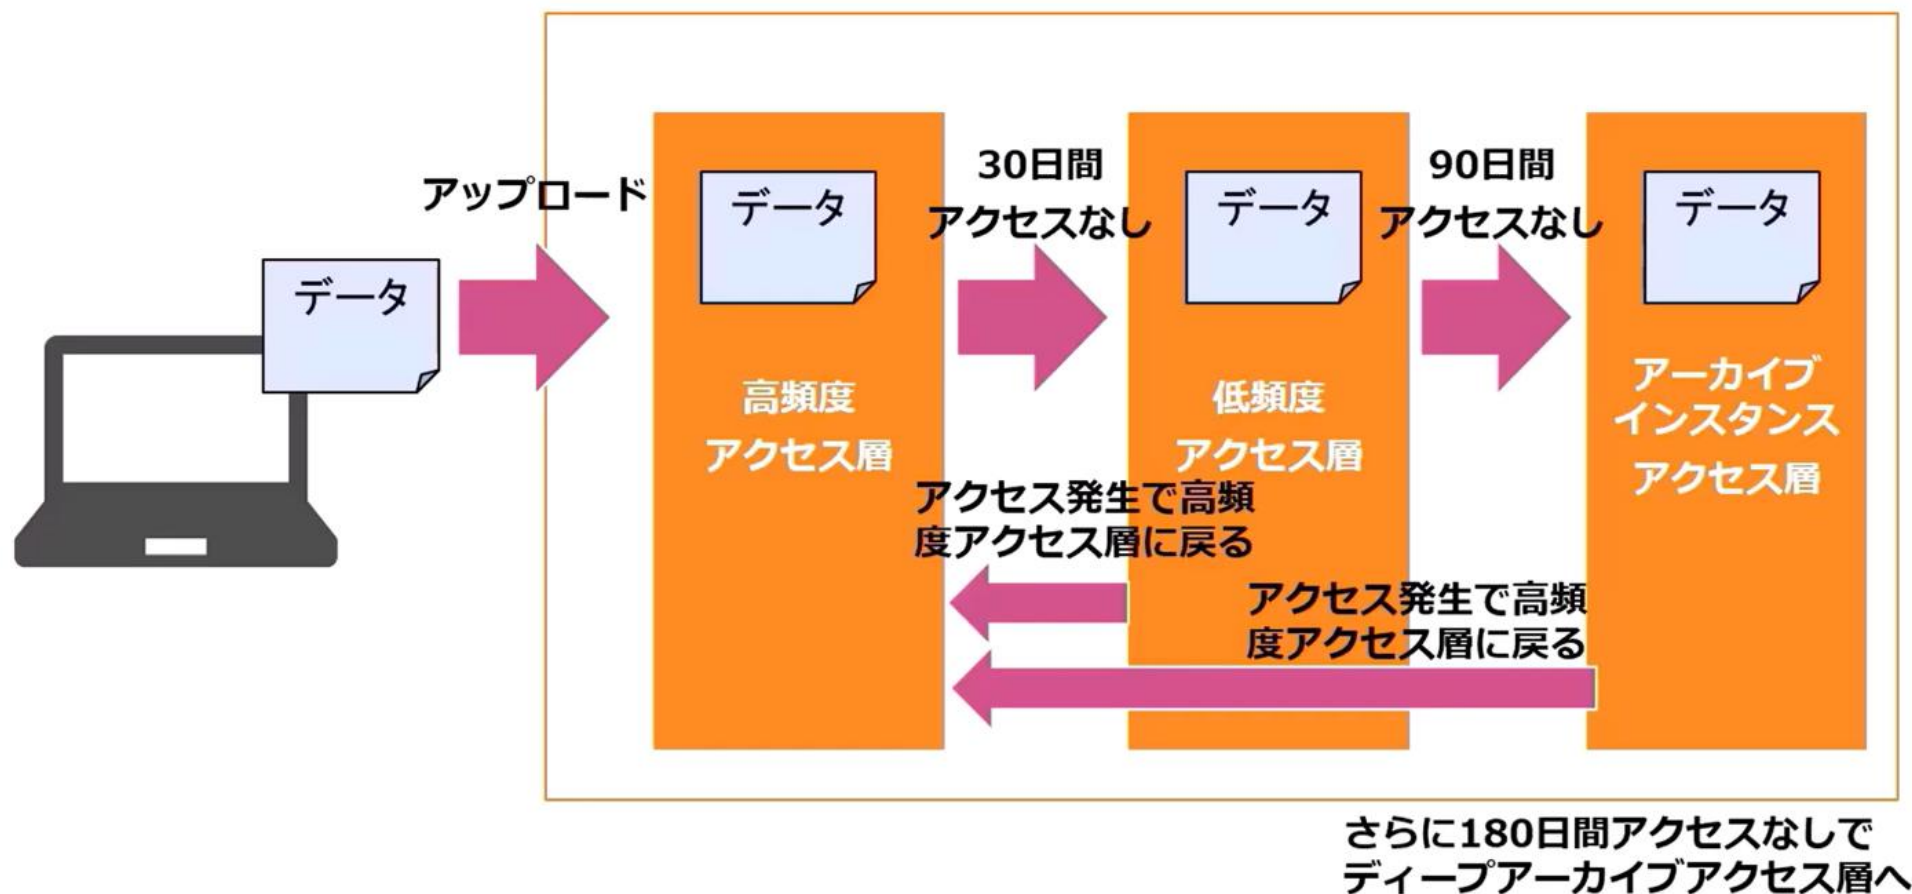 アップロード
データ
データ
高頻度
アクセス層
30日間
アクセスなし
データ
低頻度
アクセス層
90日間
アクセスなし
データ
アーカイブ
インスタンス
アクセス層
アクセス発生で高頻
度アクセス層に戻る
アクセス発生で高頻
度アクセス層に戻る
さらに180日間アクセスなしで
ディープアーカイブアクセス層へ